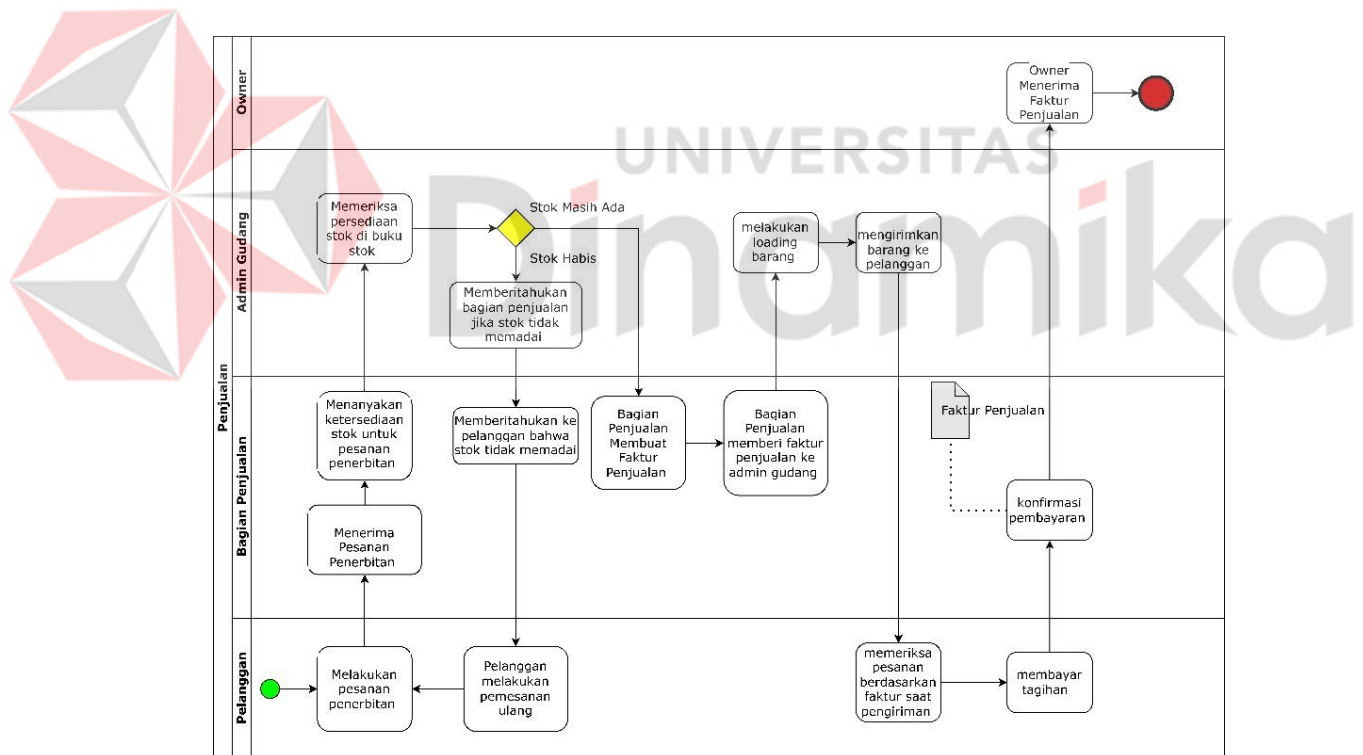 UNIVERSITAS
Dinamika
Penjualan
Owner
Owner
Menerima
Faktur
Penjualan
Admin Gudang
Memeriksa
persediaan
stok di buku
stok
Stok Masih Ada
Stok Habis
Memberitahukan
bagian penjualan
jika stok tidak
memadai
melakukan
loading
barang
mengirimkan
barang ke
pelanggan
Bagian Penjualan
Menanyakan
ketersediaan
stok untuk
pesanan
penerbitan
Menerima
Pesanan
Penerbitan
Memberitahukan ke
pelanggan bahwa
stok tidak memadai
Bagian
Penjualan
Membuat
Faktur
Penjualan
Bagian
Penjualan
memberi faktur
penjualan ke
admin gudang
Faktur Penjualan
konfirmasi
pembayaran
Pelanggan
Melakukan
pesanan
penerbitan
Pelanggan
melakukan
pemesanan
ulang
memeriksa
pesanan
berdasarkan
faktur saat
pengiriman
membayar
tagihan